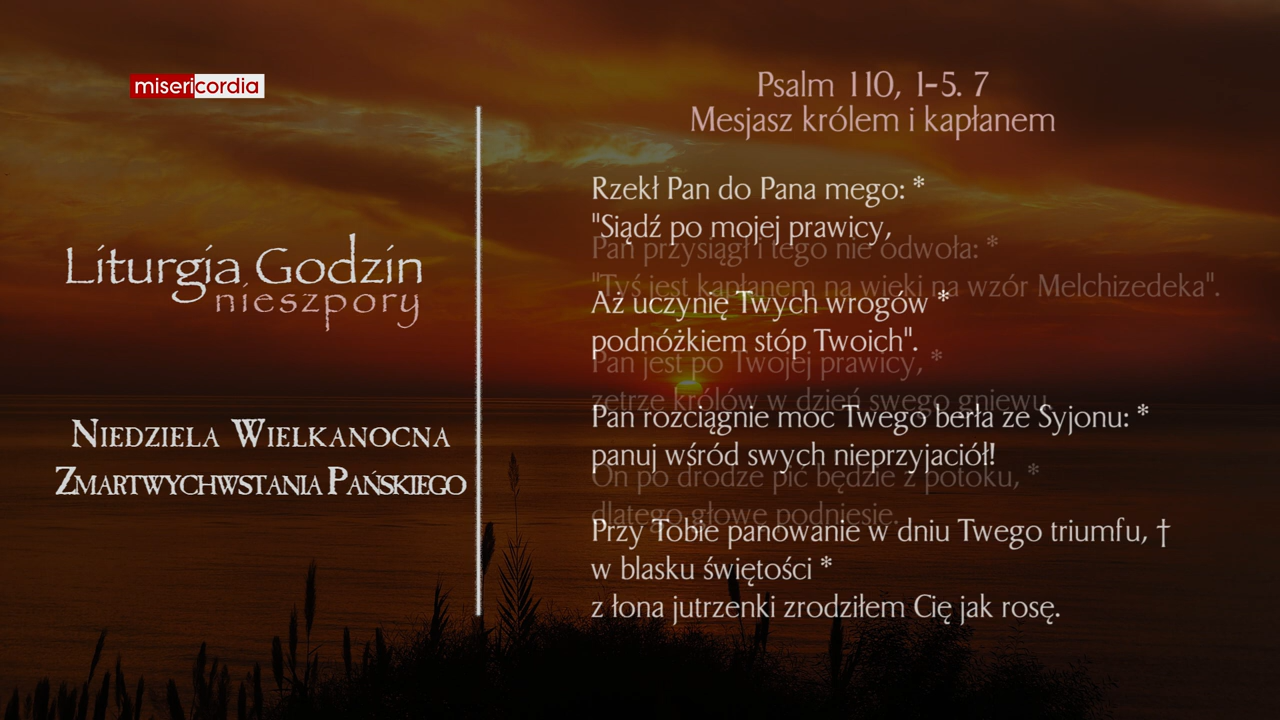 misericordia
Liturgia Godzin
nieszpory
Niedziela Wielkanocna
Zmartwychwstania Pańskiego
Psalm 110, 1-5. 7
Mesjasz królem i kapłanem
Rzekł Pan do Pana mego: *
"Siądź po mojej prawicy,
Pan przysiągł i tego nie odwoła: *
"Tyś jest kapłanem na wieki na wzór Melchizedeka".
Aż uczynię Twych wrogów *
podnóżkiem stóp Twoich".
Pan jest po Twojej prawicy, *
zetrze królów w dzień swego gniewu.
Pan rozciągnie moc Twego berła ze Syjonu: *
panuj wśród swych nieprzyjaciół!
On po drodze pić będzie z potoku, *
dlatego głowę podniesie.
Przy Tobie panowanie w dniu Twego triumfu, †
w blasku świętości *
z łona jutrzenki zrodziłem Cię jak rosę.